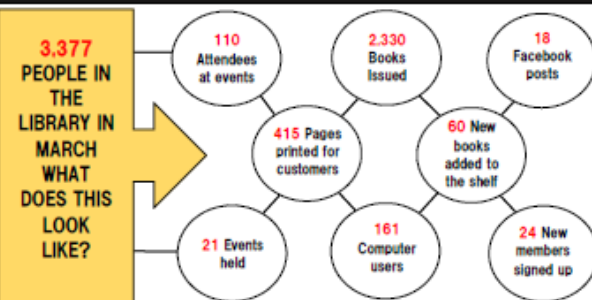 3,377
PEOPLE IN
THE
LIBRARY IN
MARCH
WHAT
DOES THIS
LOOK
LIKE?
110
Attendees
at events
2,330
Books
Issued
18
Facebook
posts
415 Pages
printed for
customers
60 New
books
added to
the shelf
21 Events
held
161
Computer
users
24 New
members
signed up